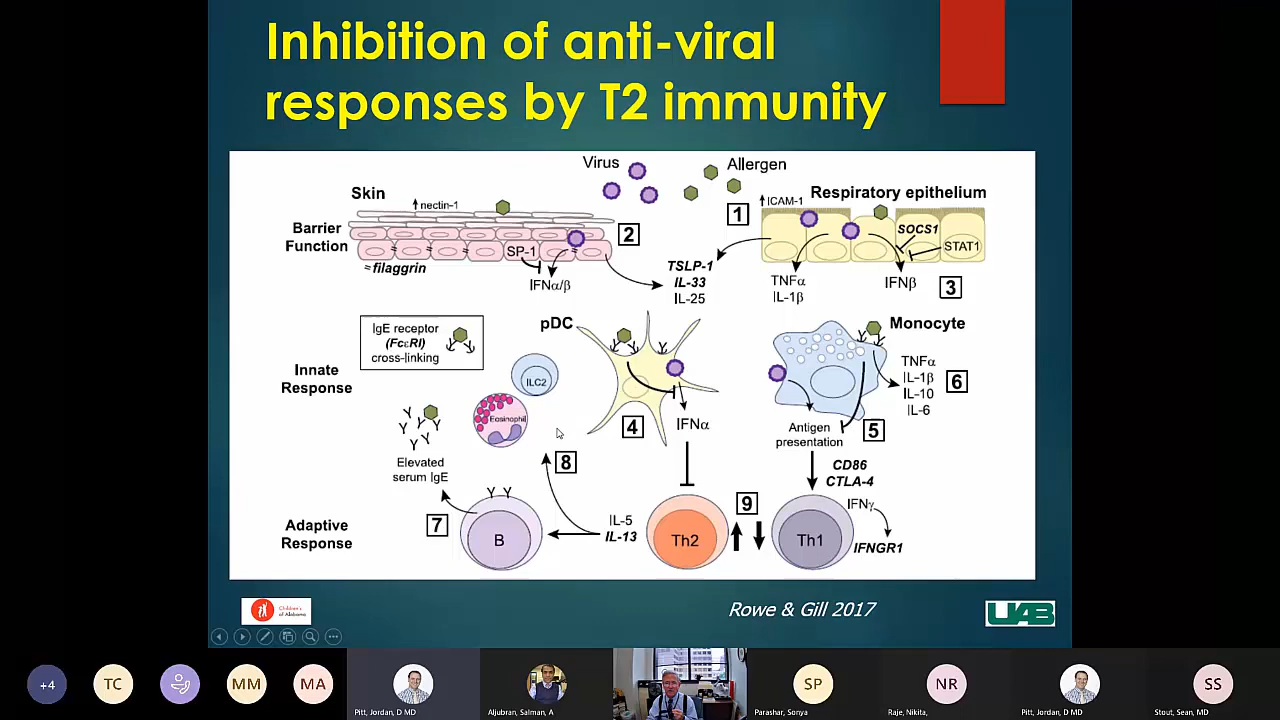 Inhibition of anti-viral
responses by T2 immunity
Virus
Allergen
Skin
Respiratory epithelium
↑ nectin-1
1
↑ ICAM-1
Barrier
Function
2
SOCS1
SP-1
STAT1
≈filaggrin
TSLP-1
IL-33
IL-25
IFNα/β
TNFα
IL-1β
IFNβ
3
IgE receptor
(FcεRI)
cross-linking
pDC
Monocyte
Innate
Response
ILC2
TNFα
IL-1β
IL-10
IL-6
6
Eosinophil
4
IFNα
Antigen
presentation
5
Elevated
serum IgE
8
CD86
CTLA-4
7
9
IFNγ
Adaptive
Response
B
IL-5
IL-13
Th2
Th1
IFNGR1
Children's
of Alabama
Rowe & Gill 2017
UAB
+4
TC
MM
MA
SP
NR
SS
Pitt, Jordan, D MD
Aljubran, Salman, A
Parashar, Sonya
Raje, Nikita,
Pitt, Jordan, D MD
Stout, Sean, MD